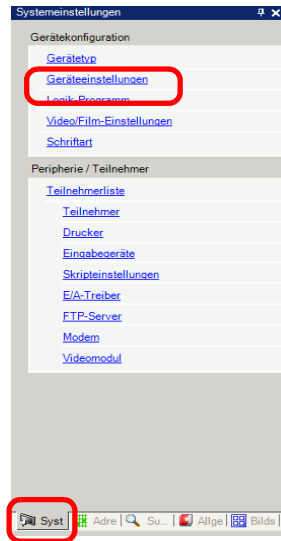 Systemeinstellungen
Gerätekonfiguration
Gerätetyp
Geräteeinstellungen
Logik-Programm
Video/Film-Einstellungen
Schriftart
Peripherie / Teilnehmer
Teilnehmerliste
Teilnehmer
Drucker
Eingabegeräte
Skripteinstellungen
E/A-Treiber
FTP-Server
Modem
Videomodul
Syst Adre Su... Allge Bilds